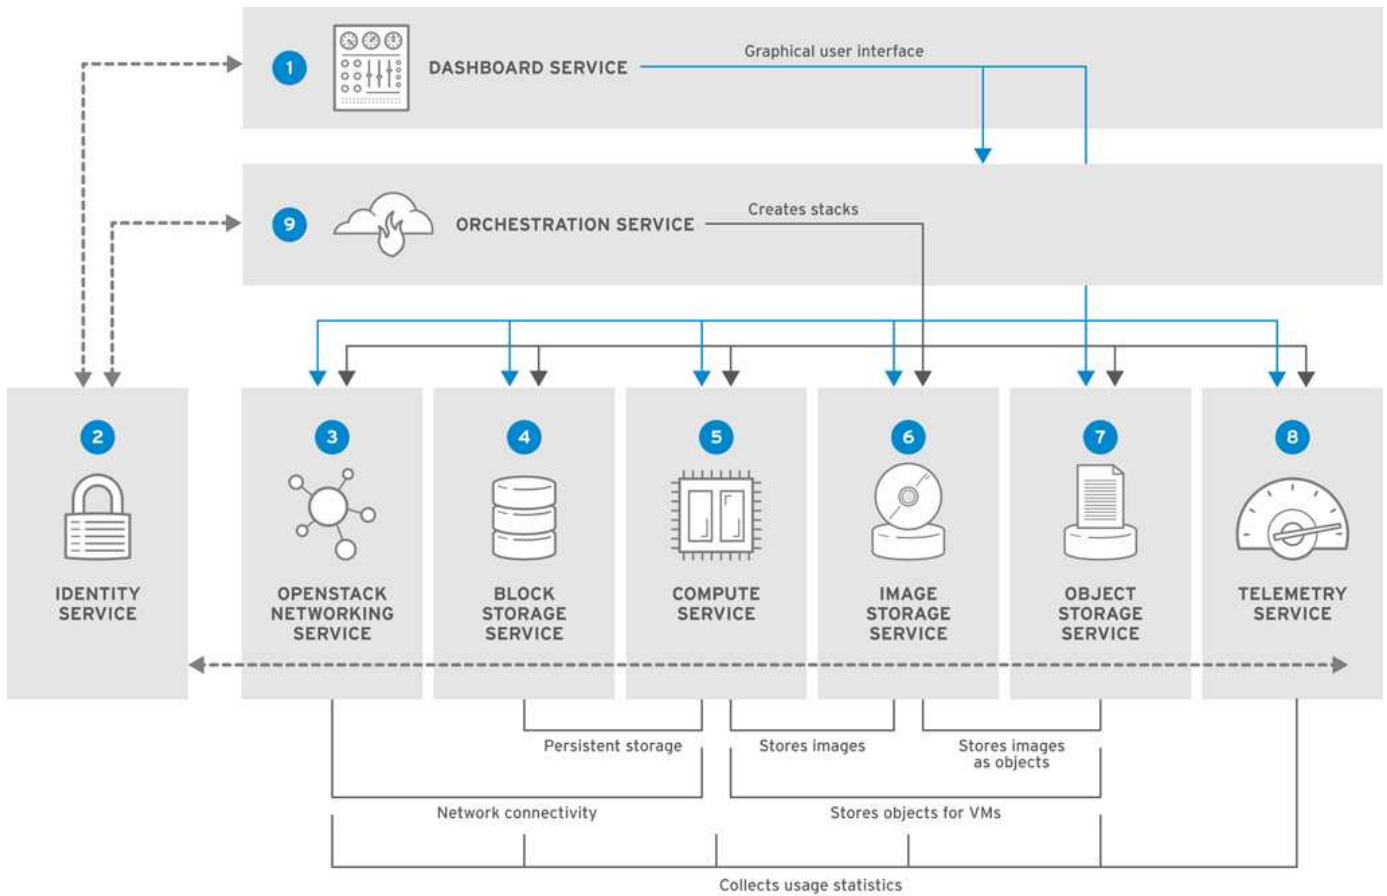 1
DASHBOARD SERVICE
Graphical user interface
9
ORCHESTRATION SERVICE
Creates stacks
2
IDENTITY
SERVICE
3
OPENSTACK
NETWORKING
SERVICE
4
BLOCK
STORAGE
SERVICE
5
COMPUTE
SERVICE
6
IMAGE
STORAGE
SERVICE
7
OBJECT
STORAGE
SERVICE
8
TELEMETRY
SERVICE
Persistent storage
Stores images
Stores images
as objects
Network connectivity
Stores objects for VMs
Collects usage statistics